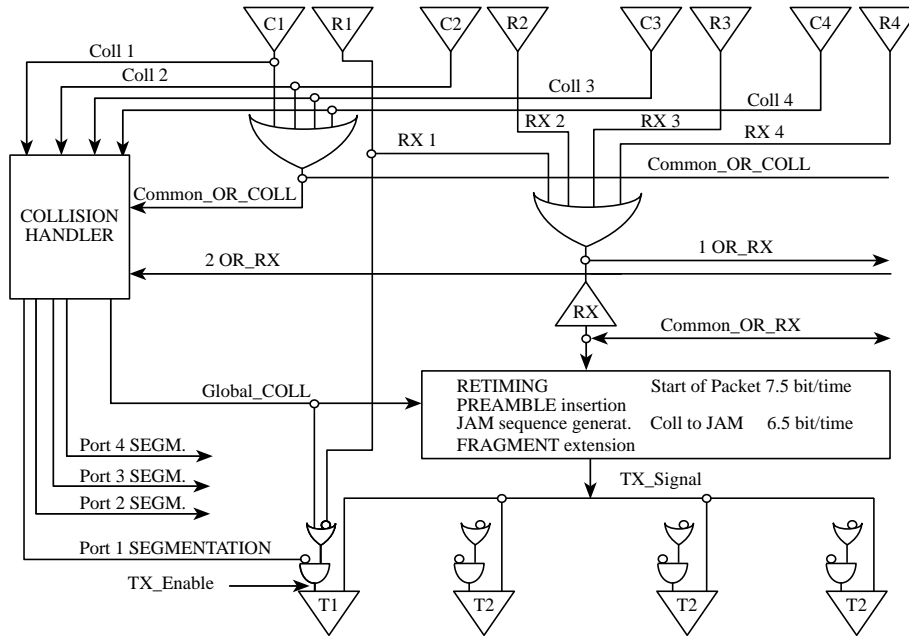 C1 R1 C2 R2 C3 R3 C4 R4
Coll 1
Coll 2
Coll 3
Coll 4
RX 1
RX 2
RX 3
RX 4
Common_OR_COLL
Common_OR_COLL
COLLISION
HANDLER
2 OR_RX
1 OR_RX
RX
Common_OR_RX
Global_COLL
RETIMING Start of Packet 7.5 bit/time
PREAMBLE insertion
JAM sequence generat. Coll to JAM 6.5 bit/time
FRAGMENT extension
Port 4 SEGM.
Port 3 SEGM.
Port 2 SEGM.
TX_Signal
Port 1 SEGMENTATION
TX_Enable
T1 T2 T2 T2